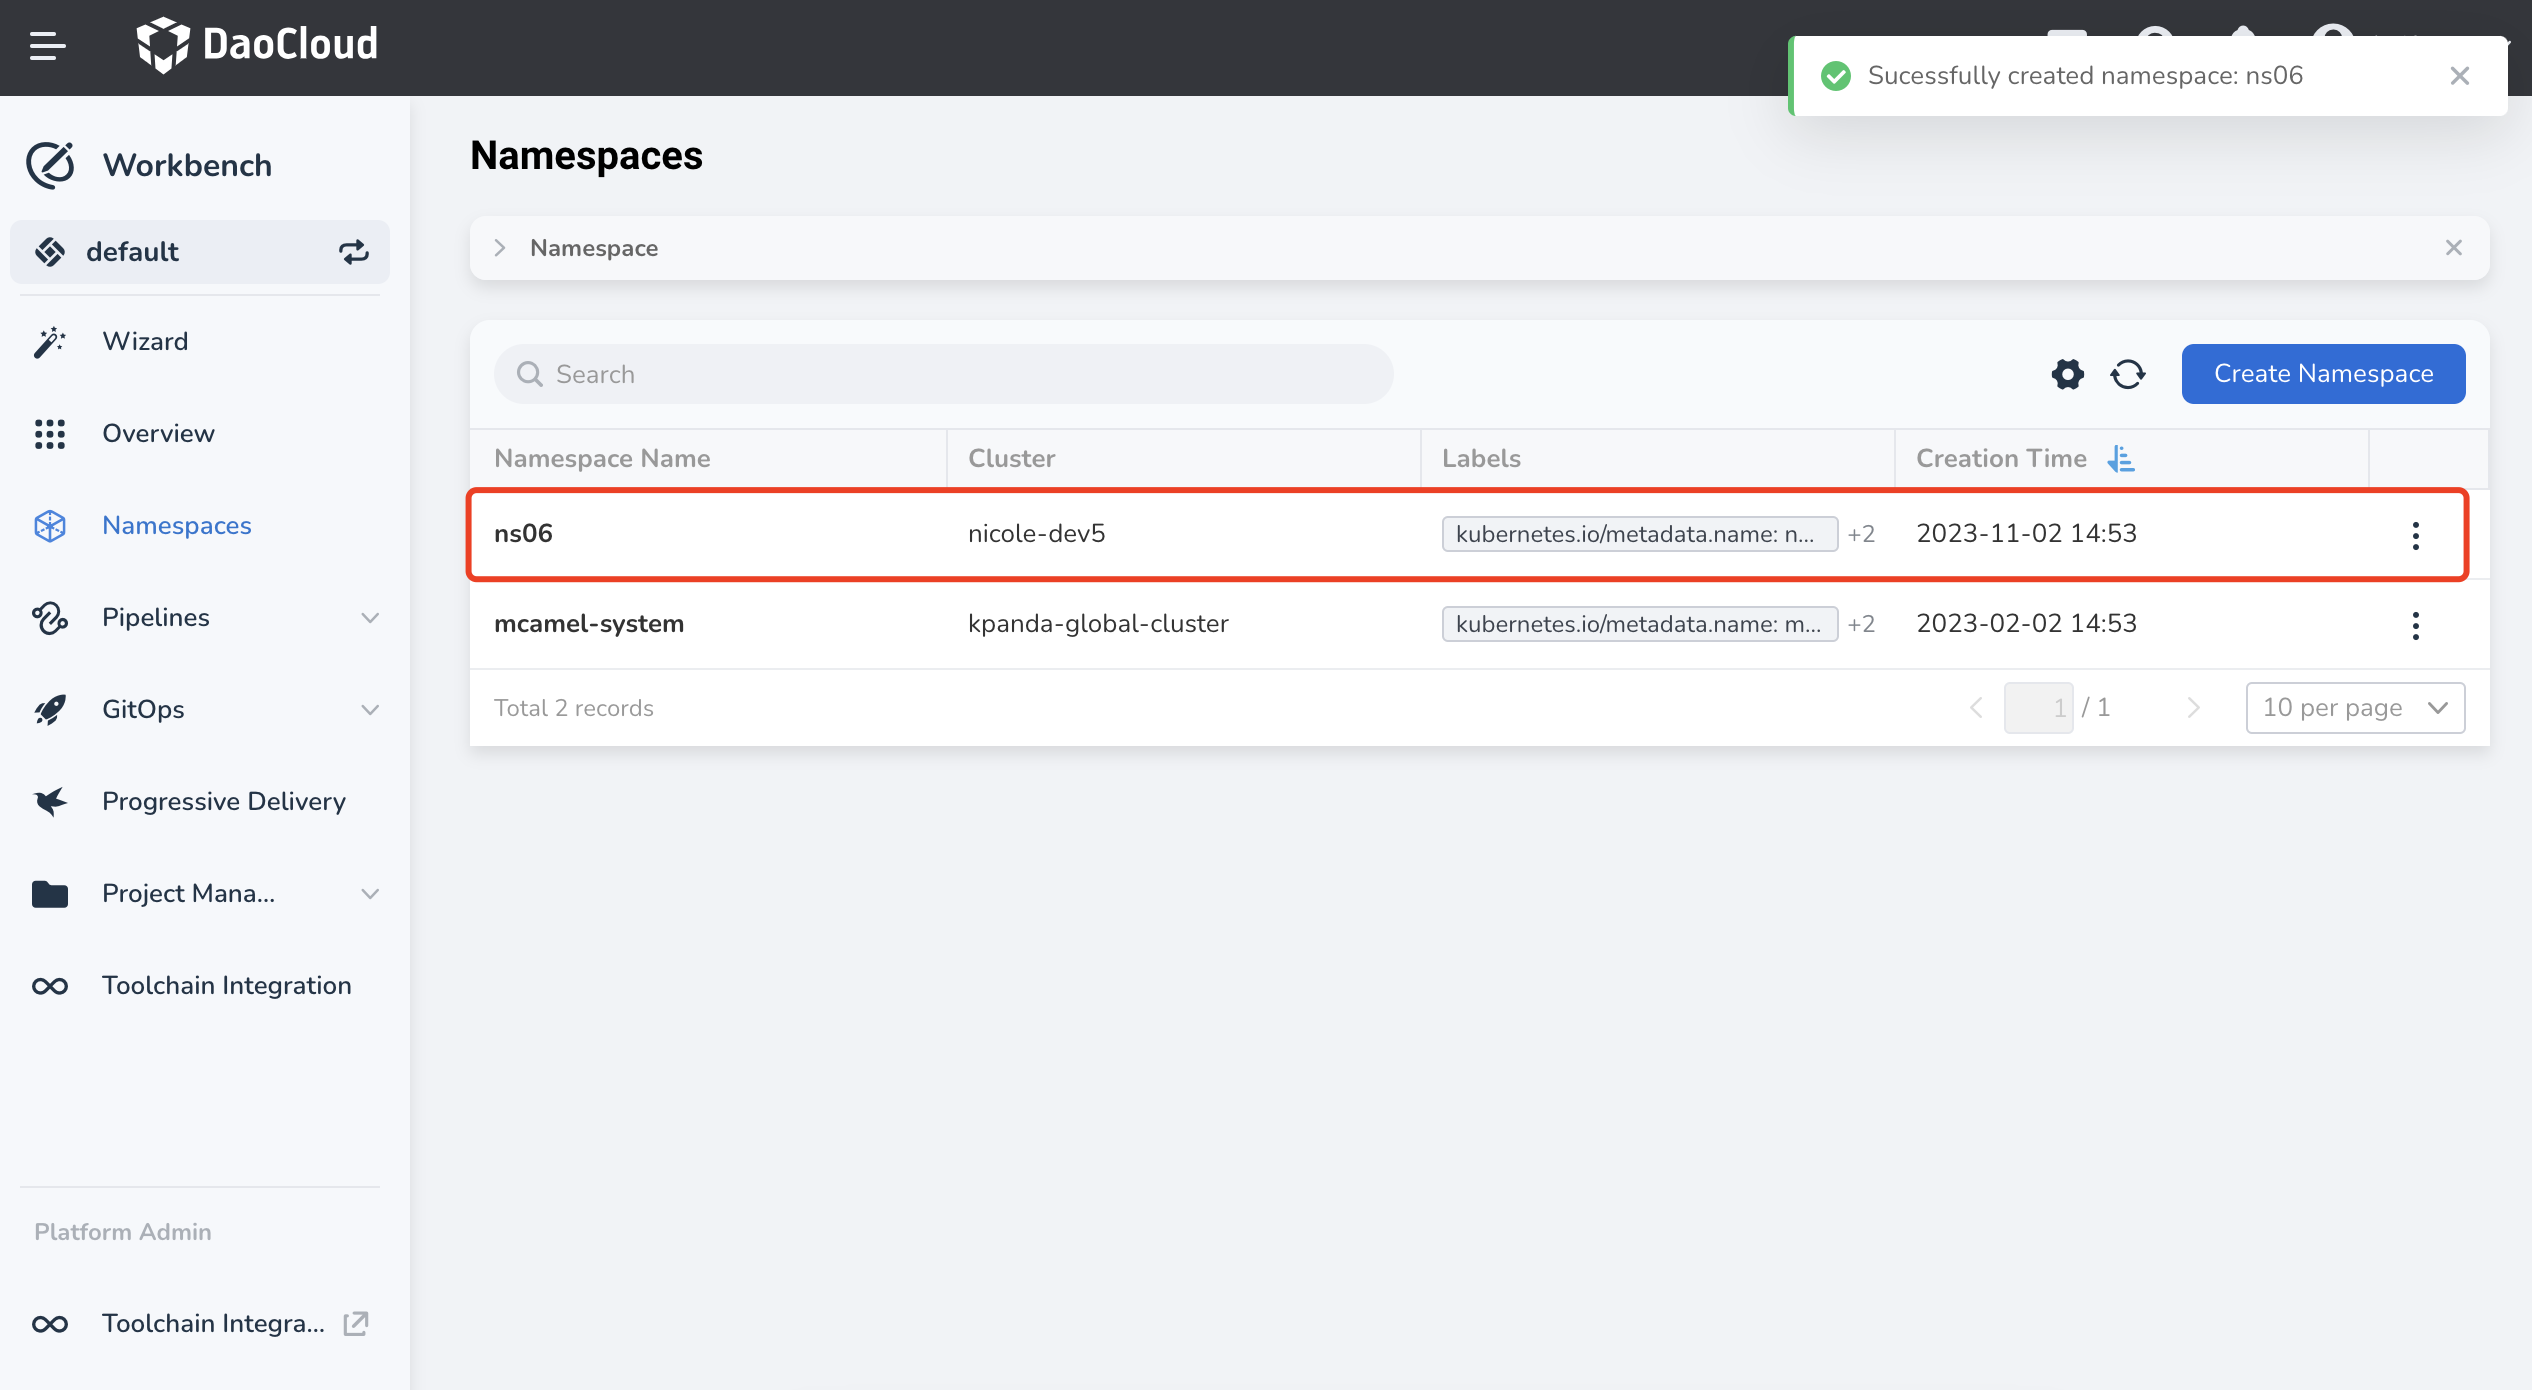 DaoCloud
Sucessfully created namespace: ns06
Workbench
default
Wizard
Overview
Namespaces
Pipelines
GitOps
Progressive Delivery
Project Mana...
Toolchain Integration
Platform Admin
Toolchain Integra...
Namespaces
Namespace
Search
Create Namespace
Namespace Name Cluster Labels Creation Time
ns06 nicole-dev5 kubernetes.io/metadata.name: n... +2 2023-11-02 14:53
mcamel-system kpanda-global-cluster kubernetes.io/metadata.name: m... +2 2023-02-02 14:53
Total 2 records 1 / 1 10 per page